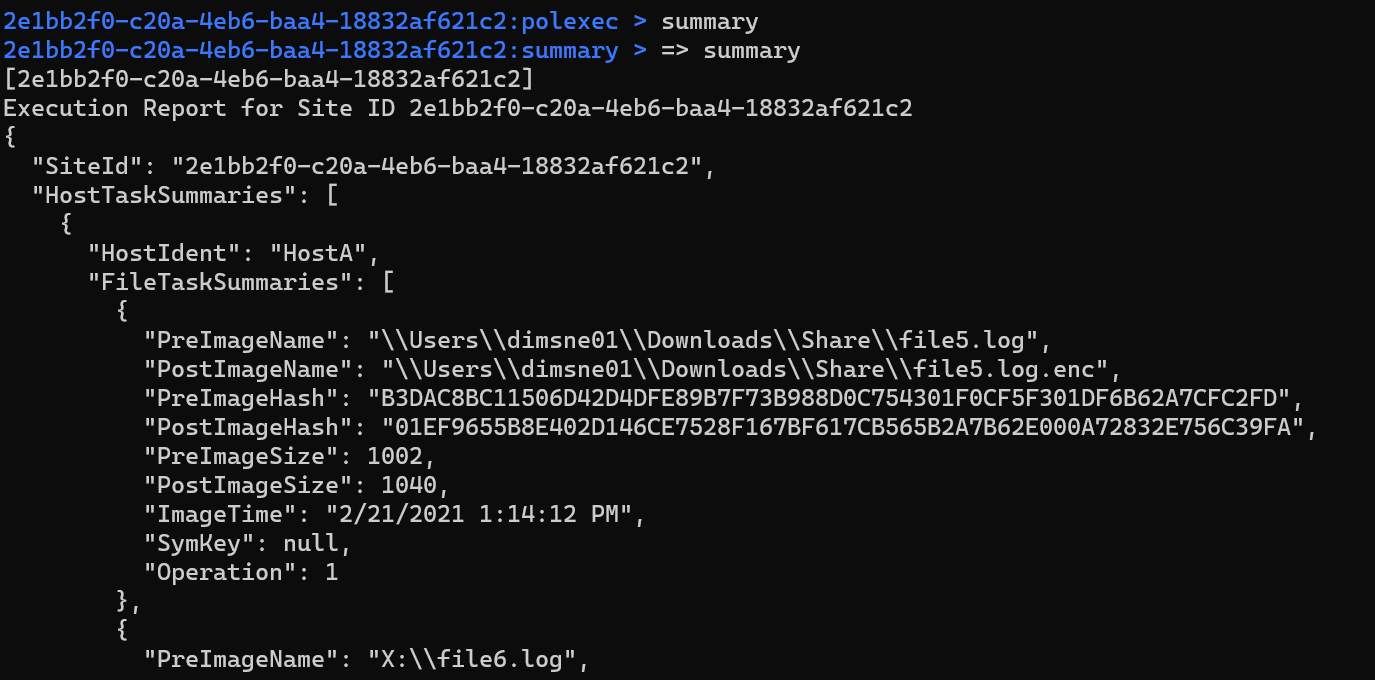 2e1bb2f0-c20a-4eb6-baa4-18832af621c2:polexec > summary
2e1bb2f0-c20a-4eb6-baa4-18832af621c2:summary > => summary
[2e1bb2f0-c20a-4eb6-baa4-18832af621c2]
Execution Report for Site ID 2e1bb2f0-c20a-4eb6-baa4-18832af621c2
{
  "SiteId": "2e1bb2f0-c20a-4eb6-baa4-18832af621c2",
  "HostTaskSummaries": [
    {
      "HostIdent": "HostA",
      "FileTaskSummaries": [
        {
          "PreImageName": "\\Users\\dimsne01\\Downloads\\Share\\file5.log",
          "PostImageName": "\\Users\\dimsne01\\Downloads\\Share\\file5.log.enc",
          "PreImageHash": "B3DAC8BC11506D42D4DFE89B7F73B988D0C754301F0CF5F301DF6B62A7CFC2FD",
          "PostImageHash": "01EF9655B8E402D146CE7528F167BF617CB565B2A7B62E000A72832E756C39FA",
          "PreImageSize": 1002,
          "PostImageSize": 1040,
          "ImageTime": "2/21/2021 1:14:12 PM",
          "SymKey": null,
          "Operation": 1
        },
        {
          "PreImageName": "X:\\file6.log",